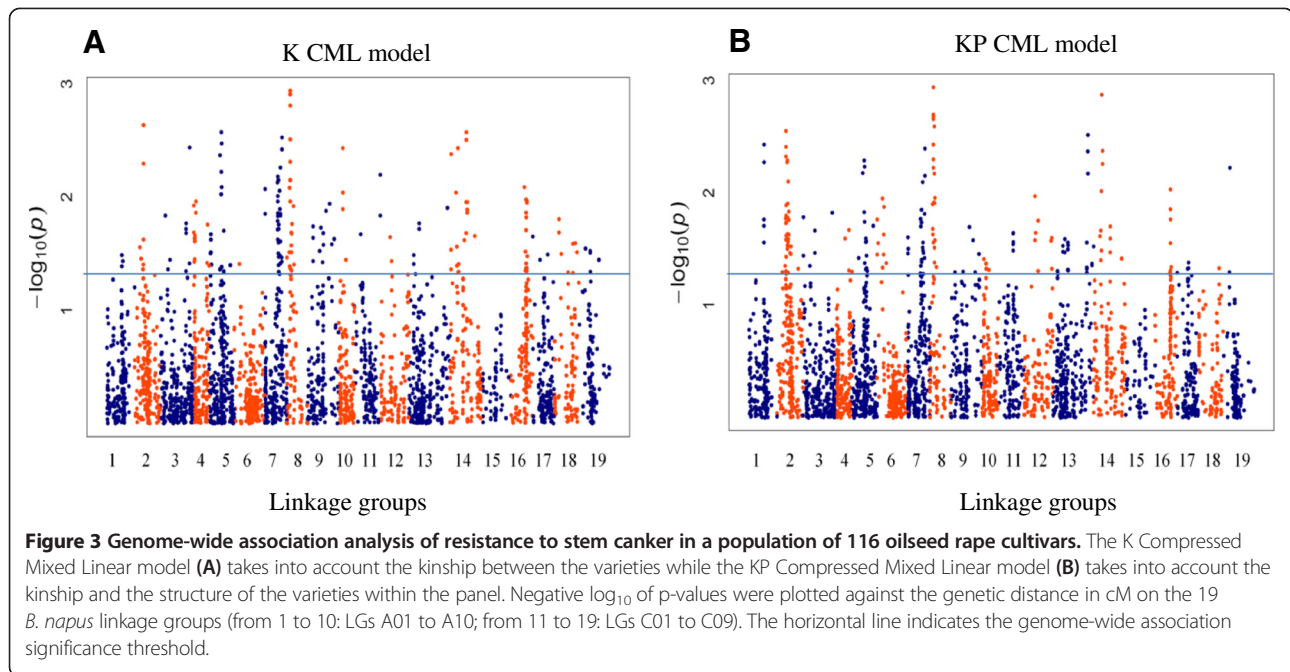 A
K CML model
3
2
1
−log10(p)
1 2 3 4 5 6 7 8 9 10 11 12 13 14 15 16 17 18 19
Linkage groups
B
KP CML model
3
2
1
−log10(p)
1 2 3 4 5 6 7 8 9 10 11 12 13 14 15 16 17 18 19
Linkage groups
Figure 3 Genome-wide association analysis of resistance to stem canker in a population of 116 oilseed rape cultivars. The K Compressed
Mixed Linear model (A) takes into account the kinship between the varieties while the KP Compressed Mixed Linear model (B) takes into account the
kinship and the structure of the varieties within the panel. Negative log10 of p-values were plotted against the genetic distance in cM on the 19
B. napus linkage groups (from 1 to 10: LGs A01 to A10; from 11 to 19: LGs C01 to C09). The horizontal line indicates the genome-wide association
significance threshold.